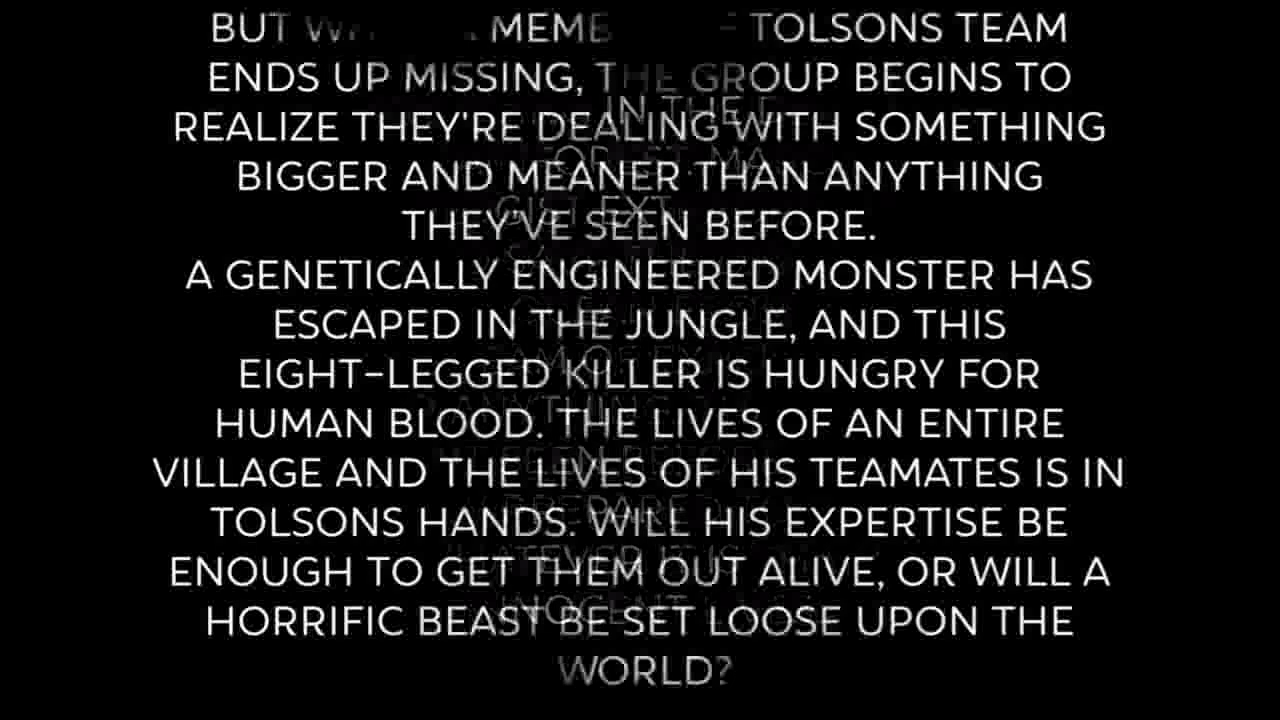 BUT MEMB TOLSONS TEAM
ENDS UP MISSING, THE GROUP BEGINS TO
REALIZE THEY'RE DEALING WITH SOMETHING
BIGGER AND MEANER THAN ANYTHING
THEY'VE SEEN BEFORE.
A GENETICALLY ENGINEERED MONSTER HAS
ESCAPED IN THE JUNGLE, AND THIS
EIGHT-LEGGED KILLER IS HUNGRY FOR
HUMAN BLOOD. THE LIVES OF AN ENTIRE
VILLAGE AND THE LIVES OF HIS TEAMATES IS IN
TOLSONS HANDS. WILL HIS EXPERTISE BE
ENOUGH TO GET THEM OUT ALIVE, OR WILL A
HORRIFIC BEAST BE SET LOOSE UPON THE
WORLD?